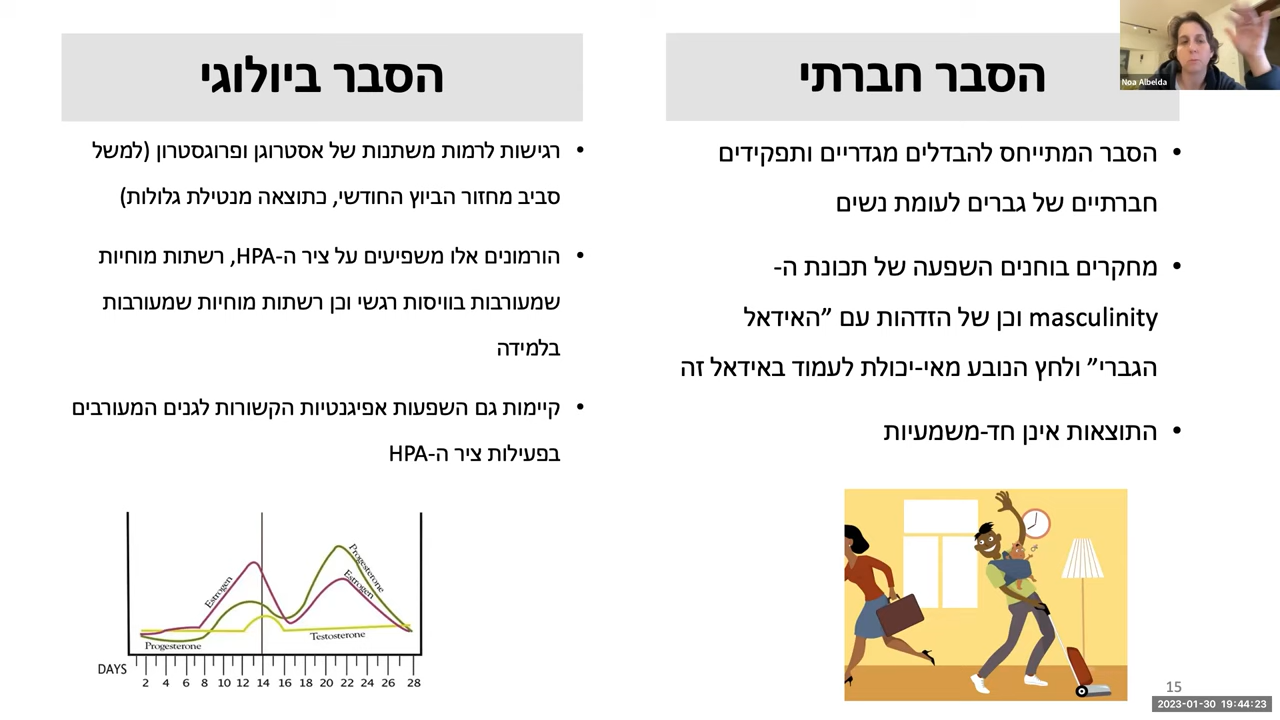 הסבר חברתי
• הסבר המתייחס להבדלים מגדריים ותפקידים
חברתיים של גברים לעומת נשים
• מחקרים בוחנים השפעה של תכונת ה-
masculinity וכן של הזדהות עם ”האידאל
הגברי” ולחץ הנובע מאי-יכולת לעמוד באידאל זה
• התוצאות אינן חד-משמעיות
הסבר ביולוגי
• רגישות לרמות משתנות של אסטרוגן ופרוגסטרון (למשל
סביב מחזור הביוץ החודשי, כתוצאה מנטילת גלולות)
• הורמונים אלו משפיעים על ציר ה-HPA, רשתות מוחיות
שמעורבות בוויסות רגשי וכן רשתות מוחיות שמעורבות
בלמידה
• קיימות גם השפעות אפיגנטיות הקשורות לגנים המעורבים
בפעילות ציר ה-HPA
Estrogen
Progesterone
Estrogen
Testosterone
Progesterone
DAYS
2 4 6 8 10 12 14 16 18 20 22 24 26 28
Noa Albelda
15
2023-01-30 19:44:23